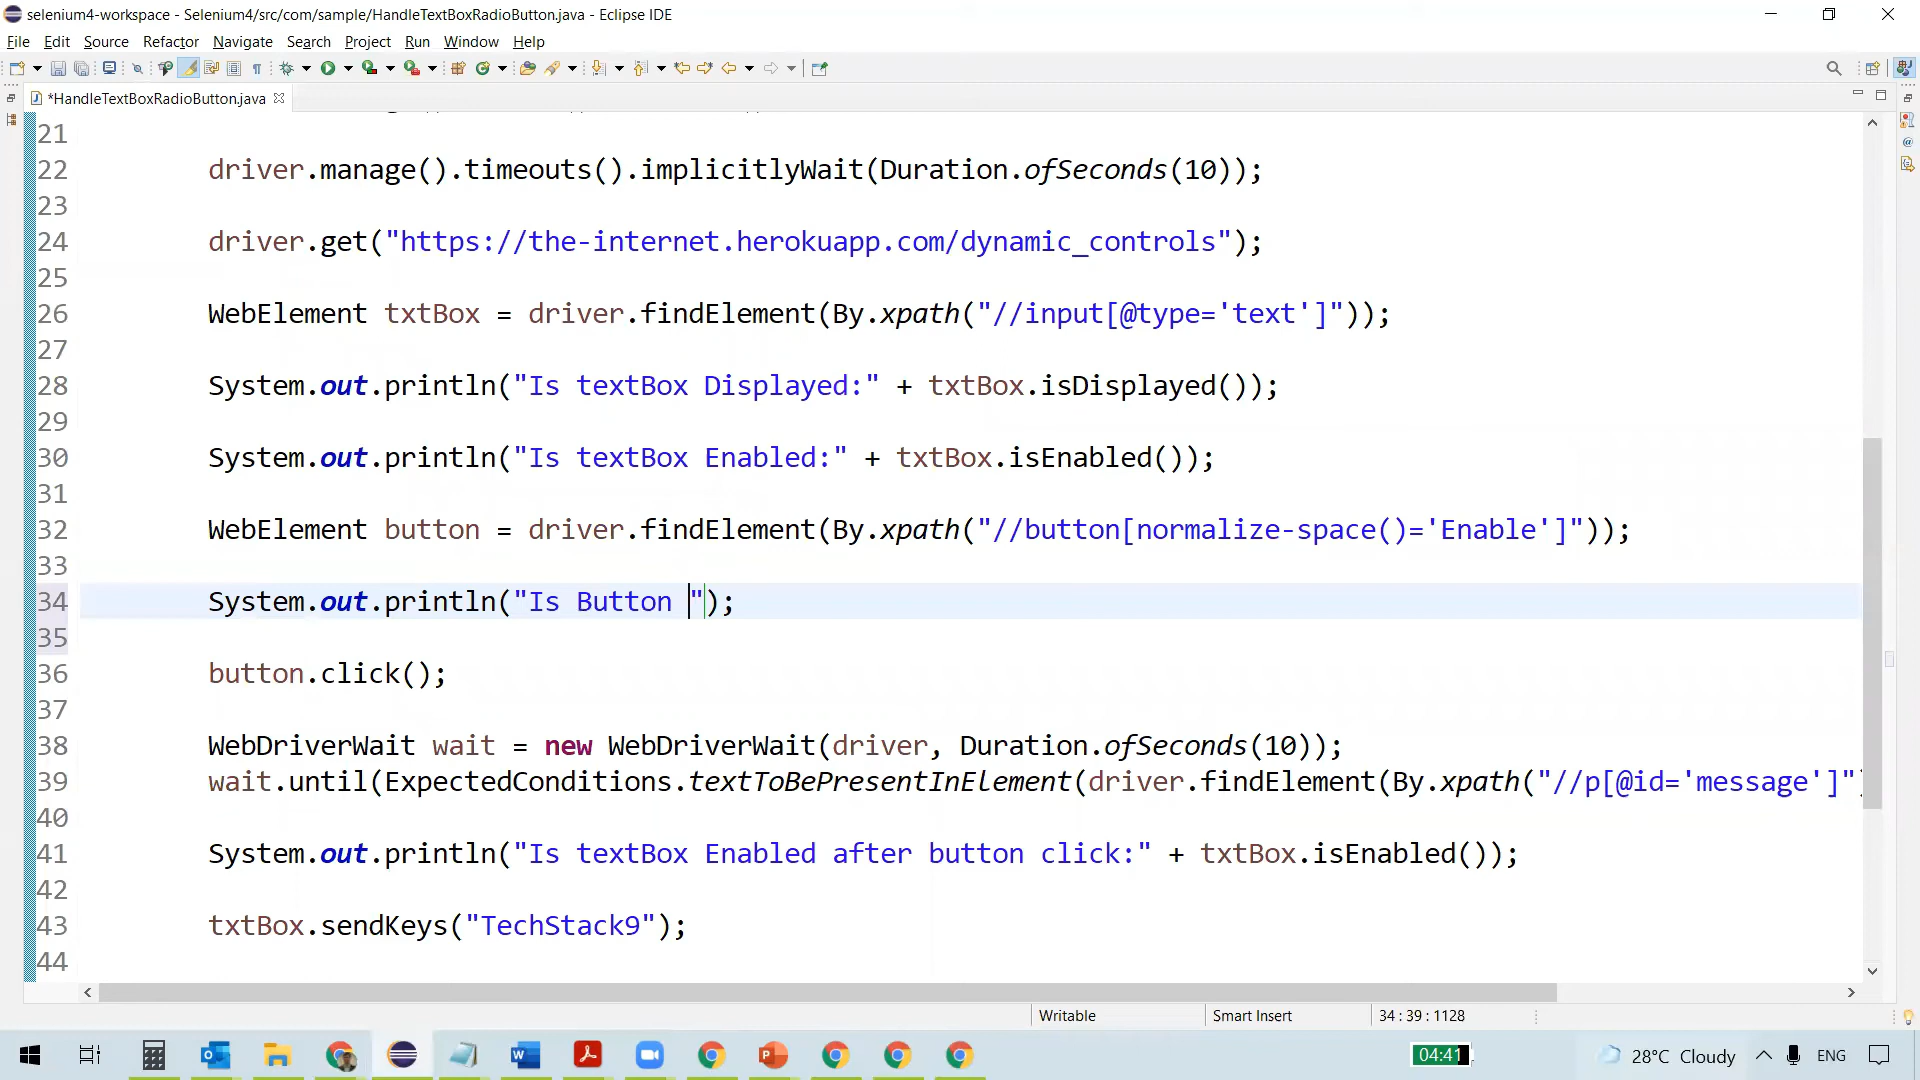 selenium4-workspace - Selenium4/src/com/sample/HandleTextBoxRadioButton.java - Eclipse IDE
File Edit Source Refactor Navigate Search Project Run Window Help
*HandleTextBoxRadioButton.java
21
22 driver.manage().timeouts().implicitlyWait(Duration.ofSeconds(10));
23
24 driver.get("https://the-internet.herokuapp.com/dynamic_controls");
25
26 WebElement txtBox = driver.findElement(By.xpath("//input[@type='text']"));
27
28 System.out.println("Is textBox Displayed:" + txtBox.isDisplayed());
29
30 System.out.println("Is textBox Enabled:" + txtBox.isEnabled());
31
32 WebElement button = driver.findElement(By.xpath("//button[normalize-space()='Enable']"));
33
34 System.out.println("Is Button ");
35
36 button.click();
37
38 WebDriverWait wait = new WebDriverWait(driver, Duration.ofSeconds(10));
39 wait.until(ExpectedConditions.textToBePresentInElement(driver.findElement(By.xpath("//p[@id='message']"
40
41 System.out.println("Is textBox Enabled after button click:" + txtBox.isEnabled());
42
43 txtBox.sendKeys("TechStack9");
44
Writable Smart Insert 34 : 39 : 1128
04:41 28°C Cloudy ENG